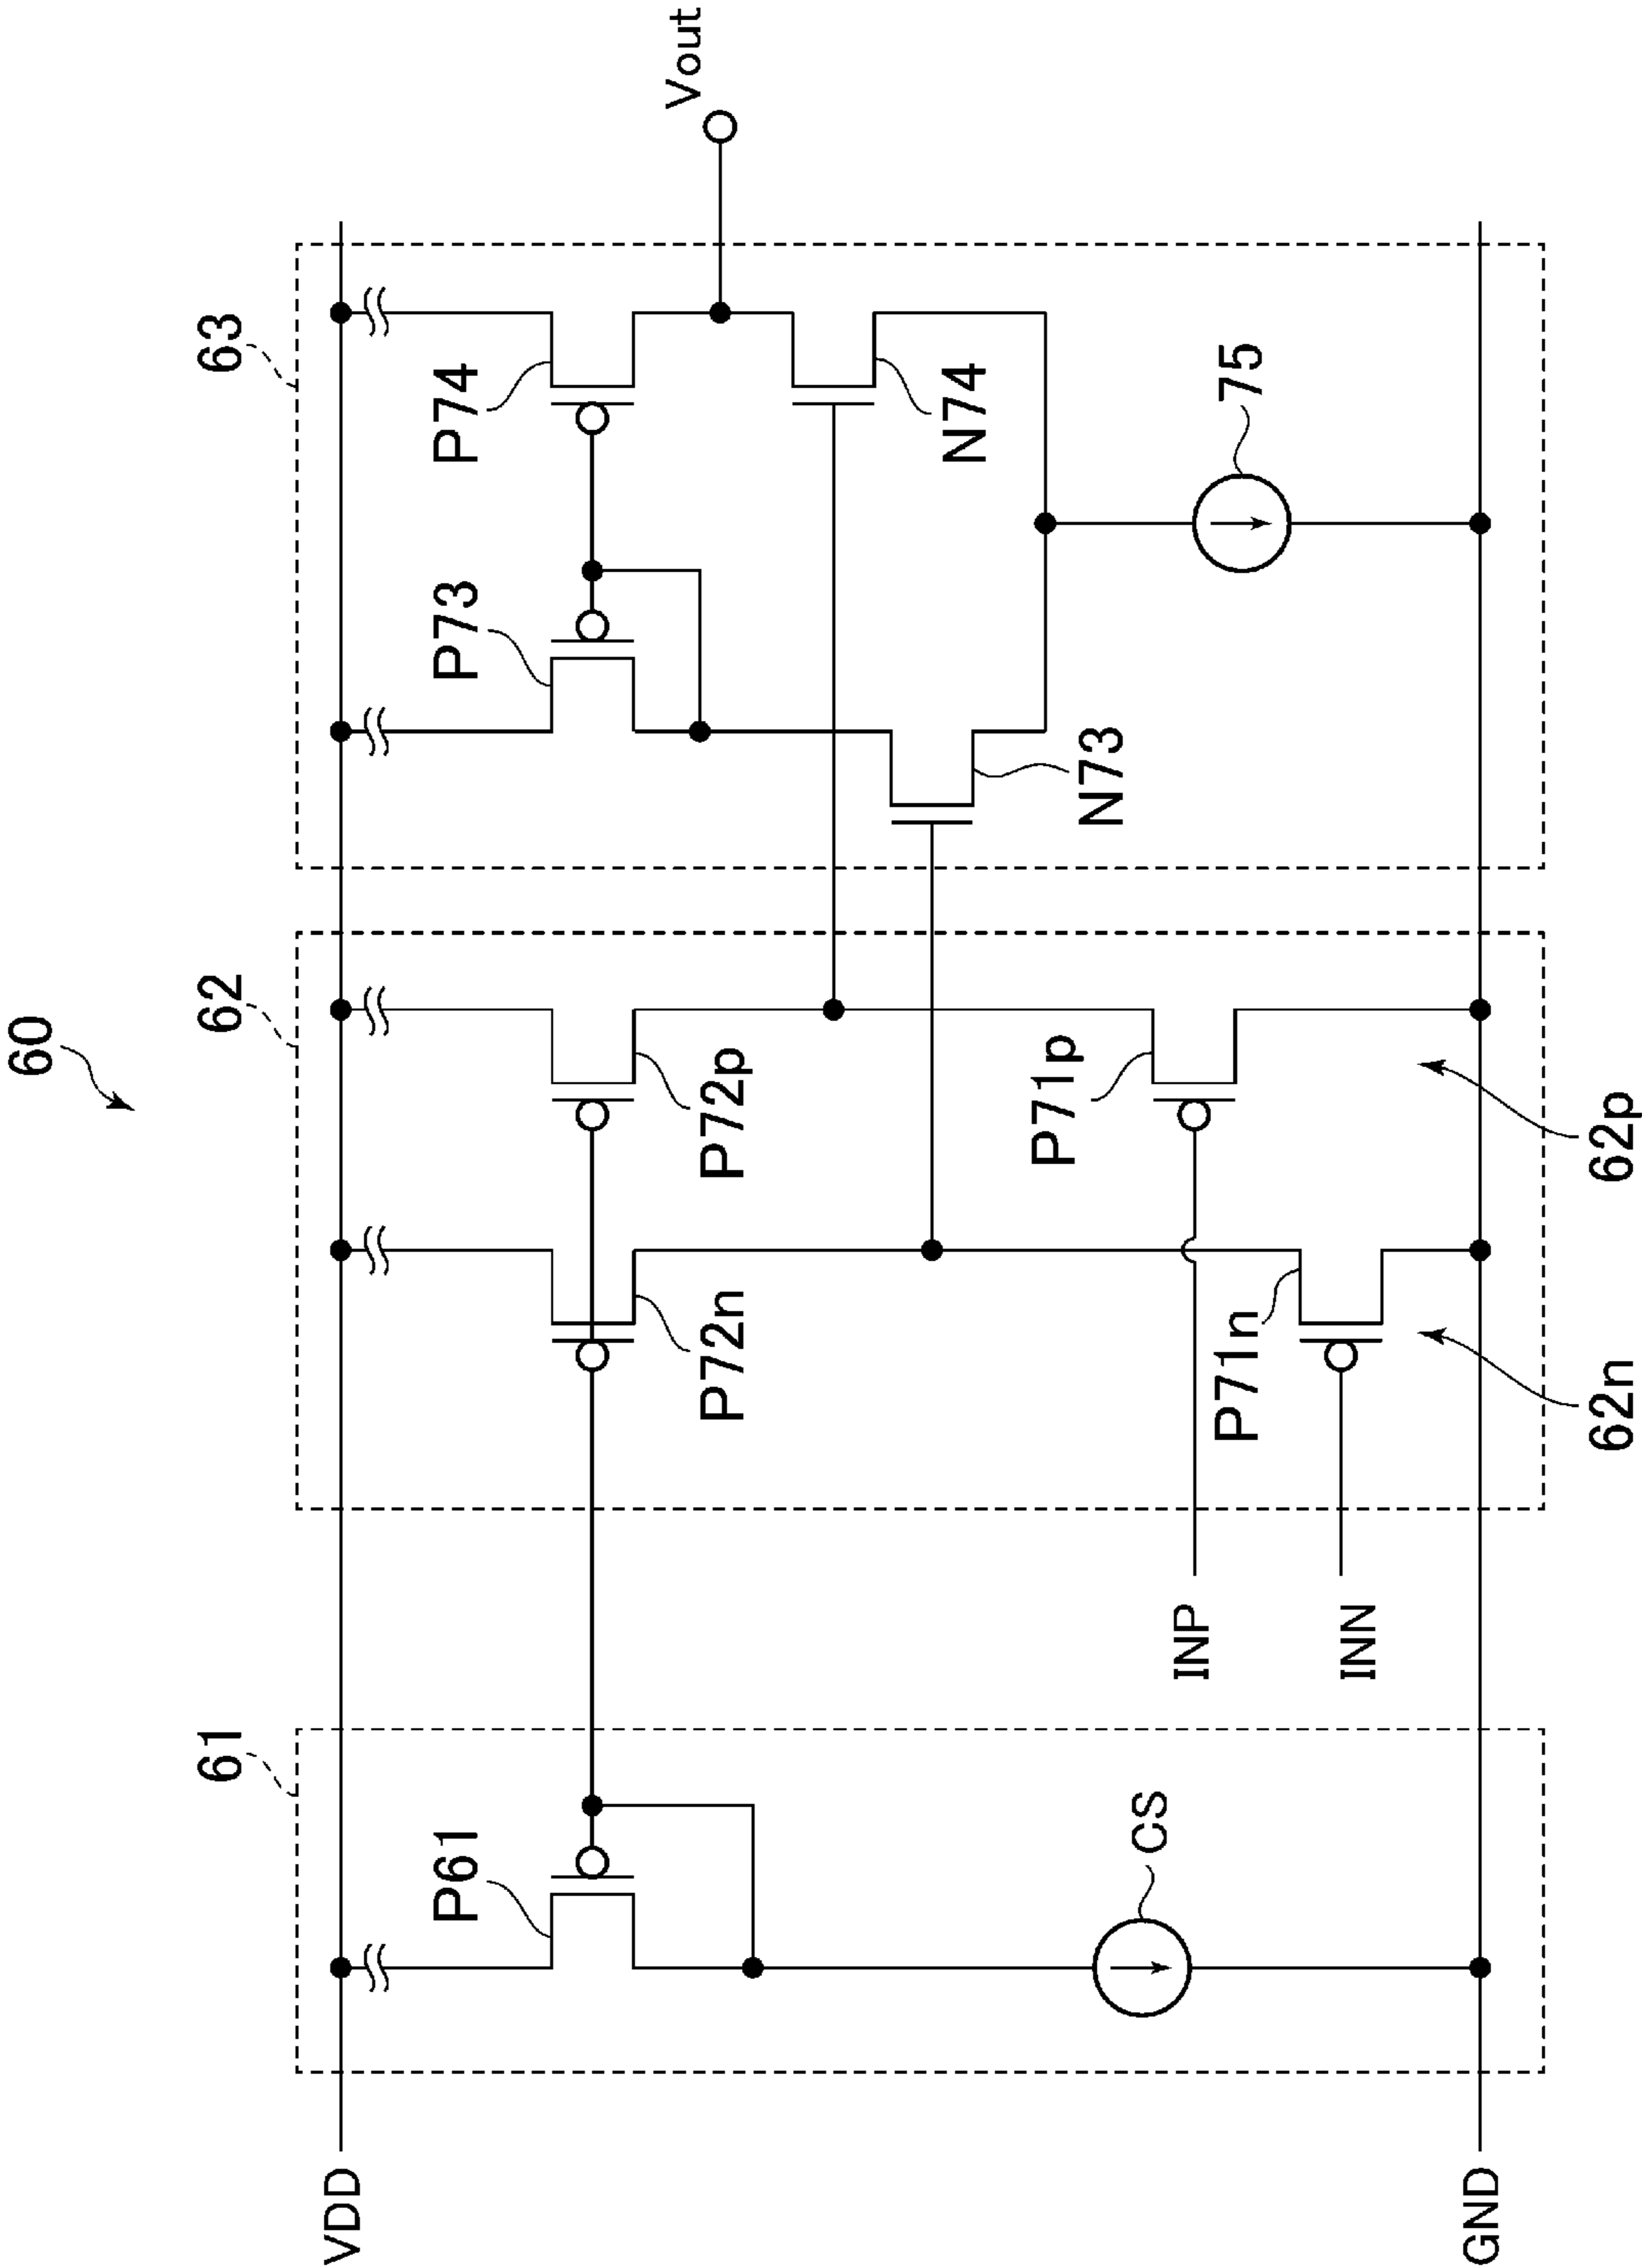 60
61
62
63
VDD
P61
P72n
P72p
P73
P74
Vout
N73
N74
INP
INN
P71n
P71p
CS
75
GND
62n
62p